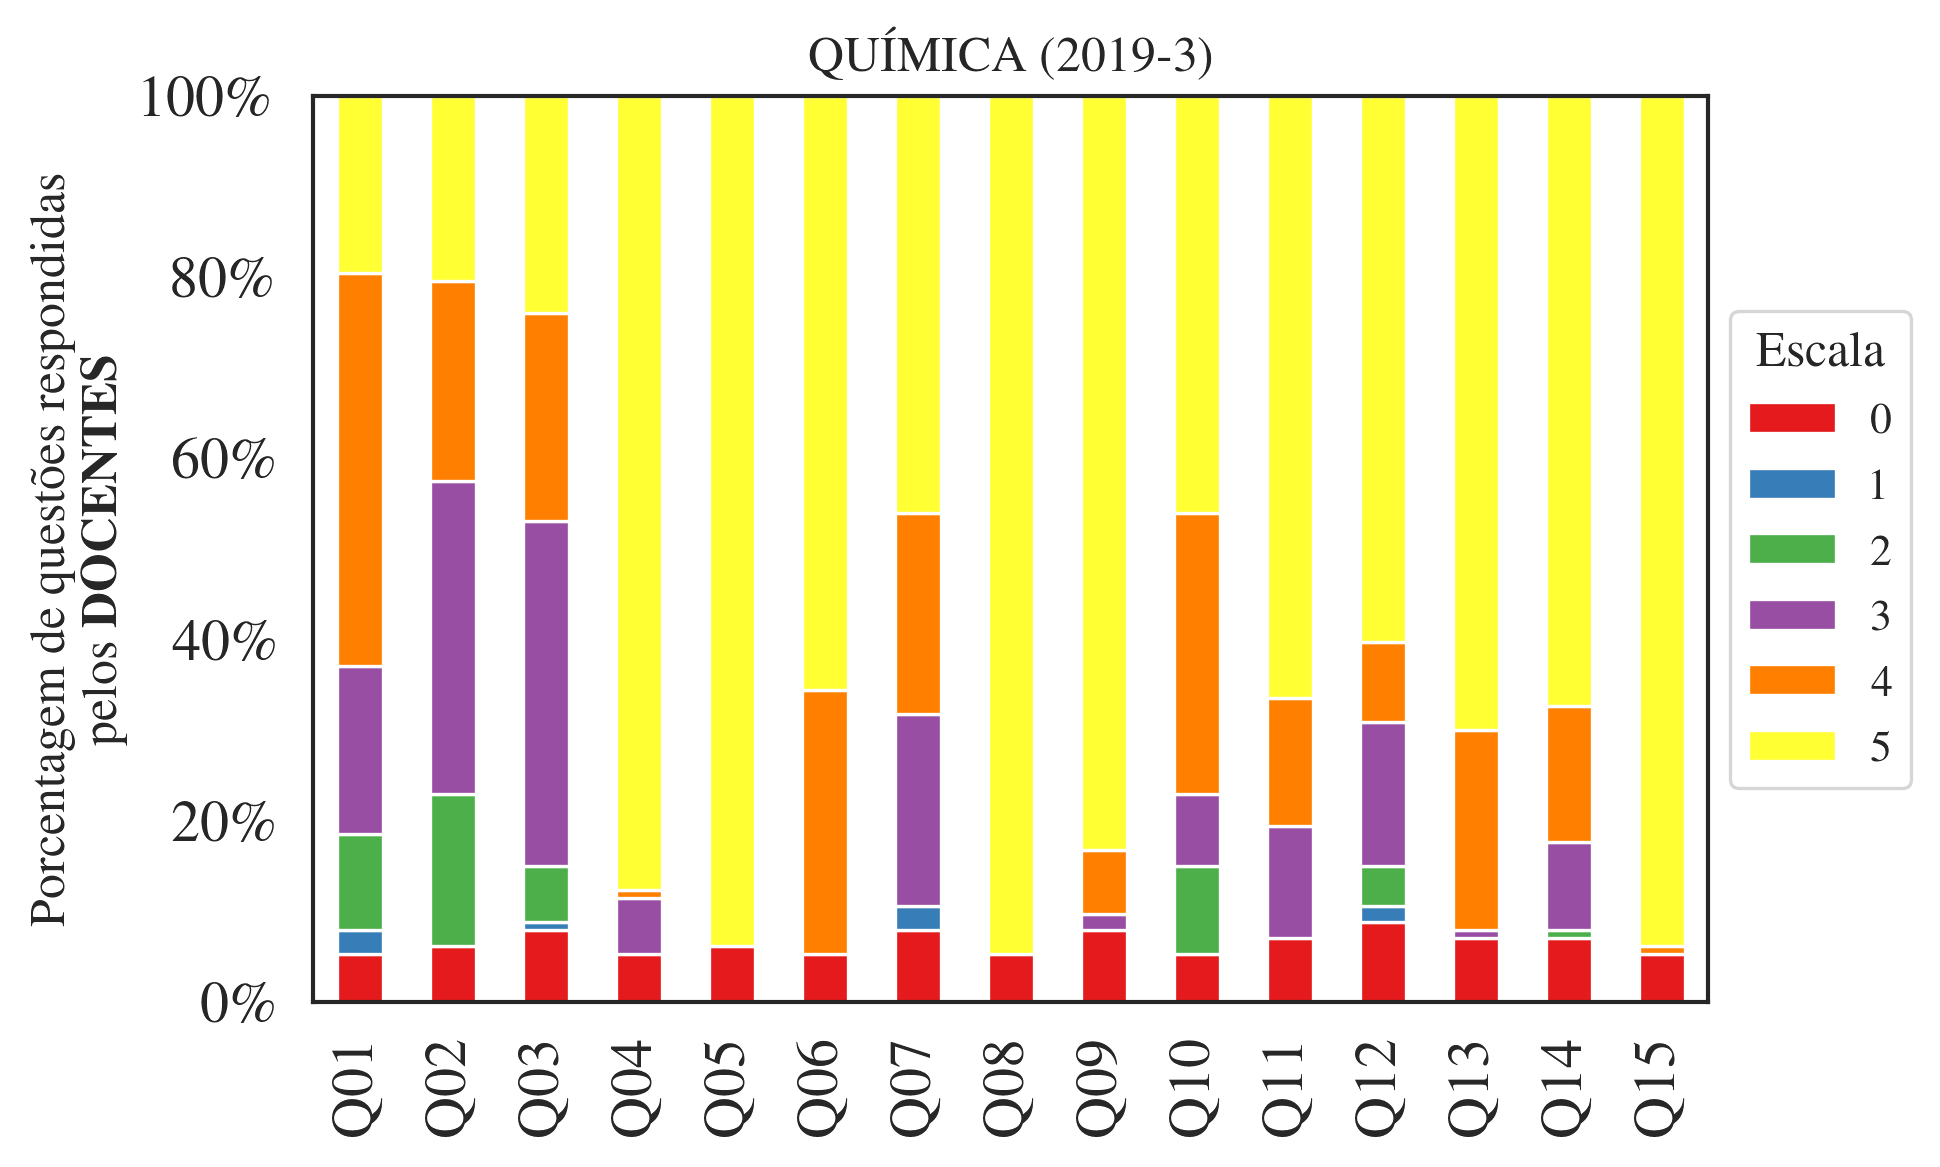 QUÍMICA (2019-3)
Porcentagem de questões respondidas
pelos DOCENTES
100%
80%
60%
40%
20%
0%
Q01
Q02
Q03
Q04
Q05
Q06
Q07
Q08
Q09
Q10
Q11
Q12
Q13
Q14
Q15
Escala
0
1
2
3
4
5